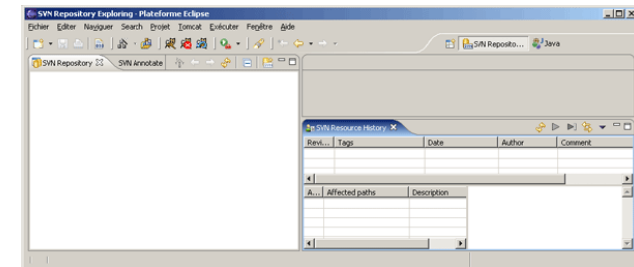 SVN Repository Exploring - Plateforme Eclipse
Fichier Editer Naviguer Search Projet Tomcat Exécuter Fenêtre Aide
SVN Reposito... Java
SVN Repository SVN Annotate
SVN Resource History
Revi... Tags Date Author Comment
A... Affected paths Description